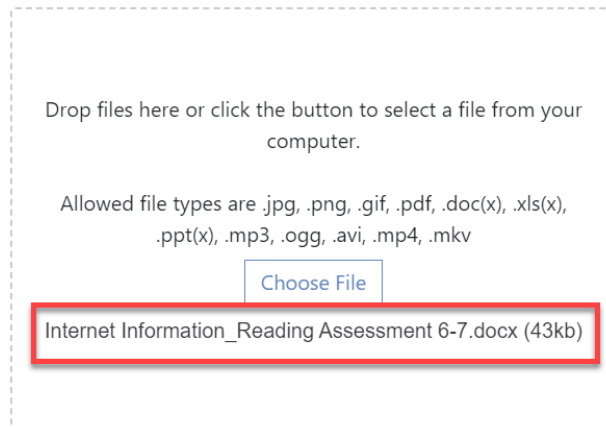 Drop files here or click the button to select a file from your
computer.
Allowed file types are .jpg, .png, .gif, .pdf, .doc(x), .xls(x),
.ppt(x), .mp3, .ogg, .avi, .mp4, .mkv
Choose File
Internet Information_Reading Assessment 6-7.docx (43kb)